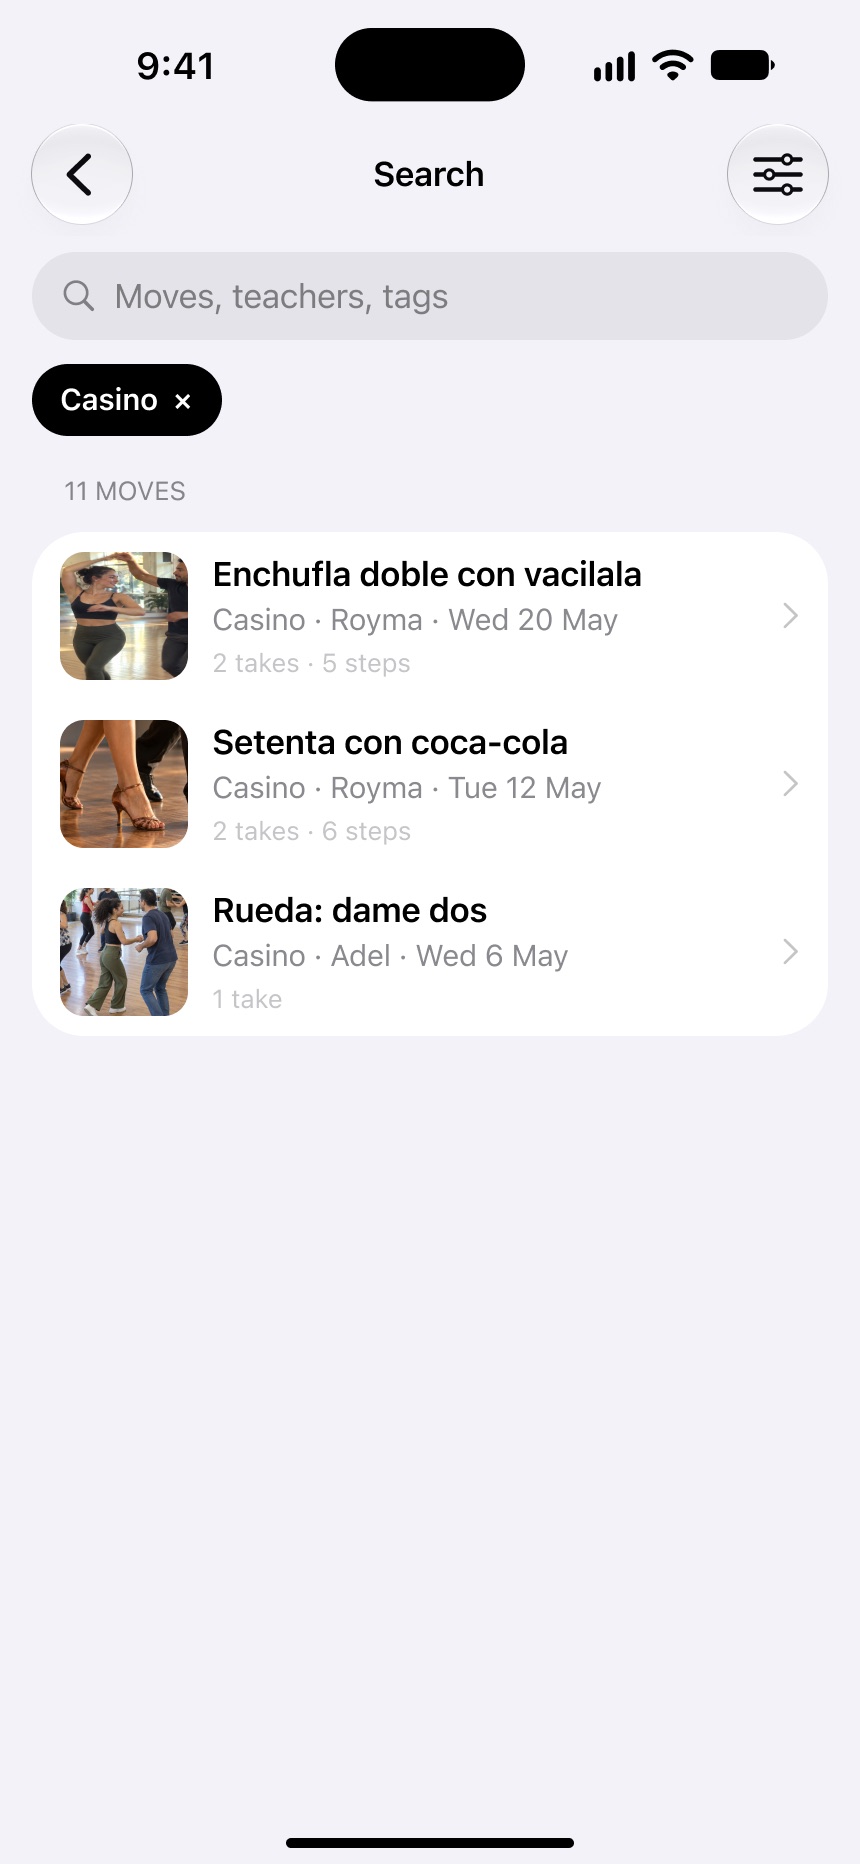 9:41
Search
Moves, teachers, tags
Casino ×
11 MOVES
Enchufla doble con vacilala
Casino · Royma · Wed 20 May
2 takes · 5 steps
Setenta con coca-cola
Casino · Royma · Tue 12 May
2 takes · 6 steps
Rueda: dame dos
Casino · Adel · Wed 6 May
1 take